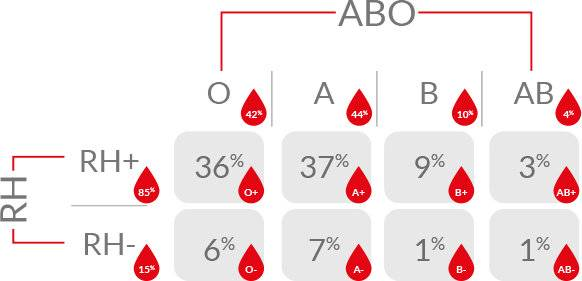 ABO
O A B AB
42% 44% 10% 4%
RH
RH+ 36% 37% 9% 3%
85% O+ A+ B+ AB+
RH- 6% 7% 1% 1%
15% O- A- B- AB-